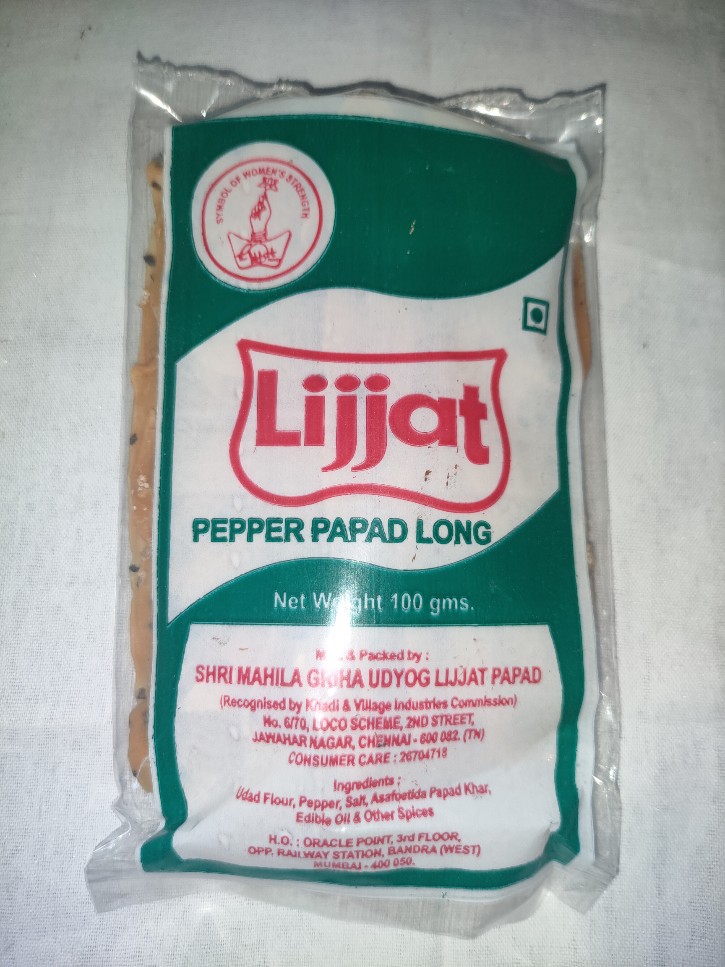 SYMBOL OF WOMEN'S STRENGTH
Lijjat
Lijjat
PEPPER PAPAD LONG
Net Weight 100 gms.
& Packed by :
SHRI MAHILA GRIHA UDYOG LIJJAT PAPAD
(Recognised by Khadi & Village Industries Commission)
No. 6/70, LOCO SCHEME, 2ND STREET,
JAWAHAR NAGAR, CHENNAI - 600 082. (TN)
CONSUMER CARE : 26704718
Ingredients :
Udad Flour, Pepper, Salt, Asafoetida Papad Khar,
Edible Oil & Other Spices
H.O. : ORACLE POINT, 3rd FLOOR,
OPP. RAILWAY STATION, BANDRA (WEST)
MUMBAI - 400 050.